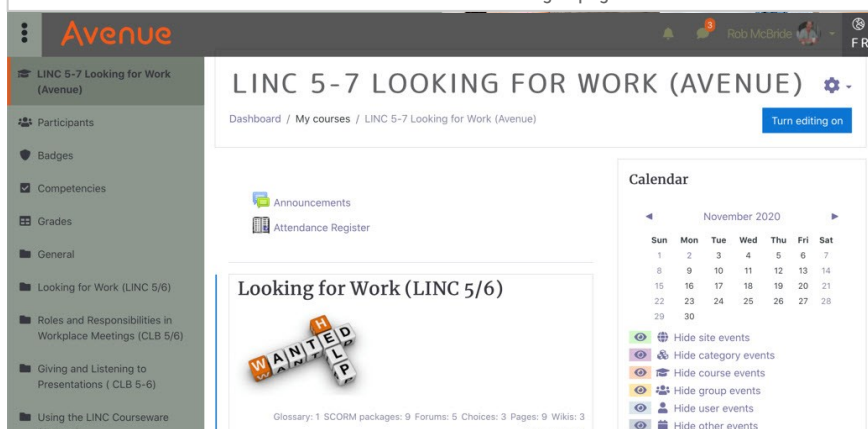 Avenue
3
Rob McBride
FR
LINC 5-7 Looking for Work
(Avenue)
Participants
Badges
Competencies
Grades
General
Looking for Work (LINC 5/6)
Roles and Responsibilities in
Workplace Meetings (CLB 5/6)
Giving and Listening to
Presentations ( CLB 5-6)
Using the LINC Courseware
LINC 5-7 LOOKING FOR WORK (AVENUE)
Dashboard / My courses / LINC 5-7 Looking for Work (Avenue)
Turn editing on
Announcements
Attendance Register
Looking for Work (LINC 5/6)
HELP
WANTED
Glossary: 1 SCORM packages: 9 Forums: 5 Choices: 3 Pages: 9 Wikis: 3
Calendar
◄ November 2020 ►
Sun Mon Tue Wed Thu Fri Sat
1 2 3 4 5 6 7
8 9 10 11 12 13 14
15 16 17 18 19 20 21
22 23 24 25 26 27 28
29 30
Hide site events
Hide category events
Hide course events
Hide group events
Hide user events
Hide other events